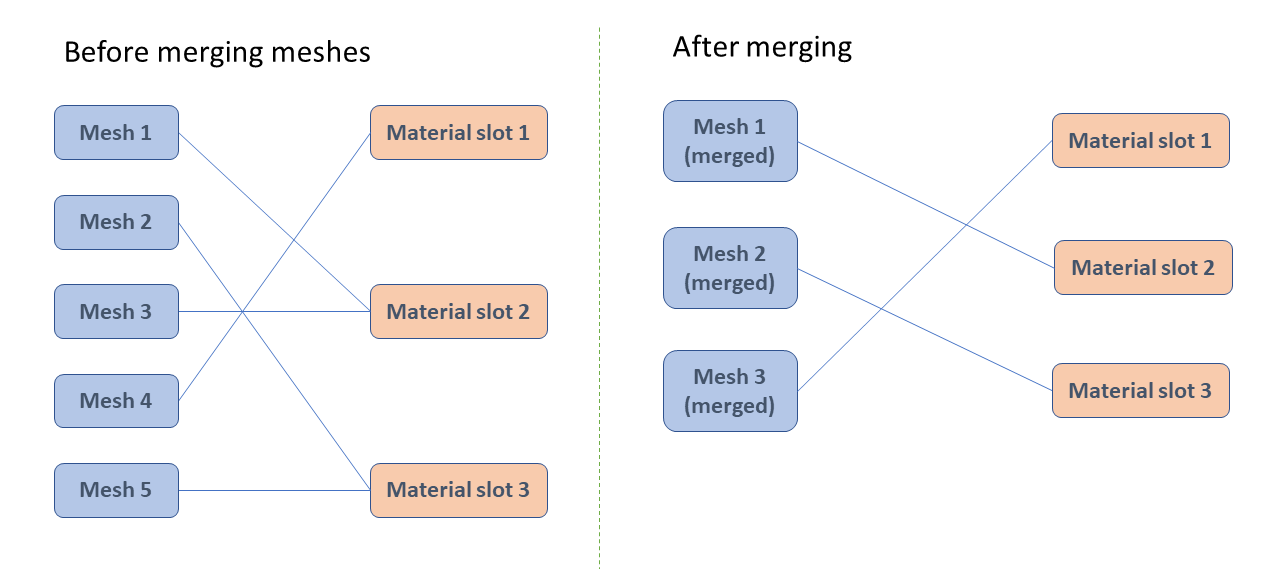 Before merging meshes
Mesh 1
Material slot 1
Mesh 2
Mesh 3
Material slot 2
Mesh 4
Mesh 5
Material slot 3
After merging
Mesh 1
(merged)
Material slot 1
Mesh 2
(merged)
Material slot 2
Mesh 3
(merged)
Material slot 3